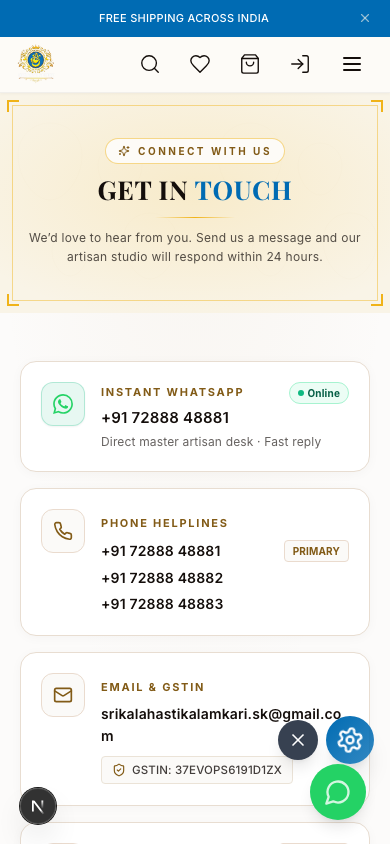 FREE SHIPPING ACROSS INDIA
CONNECT WITH US
GET IN TOUCH
We'd love to hear from you. Send us a message and our
artisan studio will respond within 24 hours.
INSTANT WHATSAPP
Online
+91 72888 48881
Direct master artisan desk · Fast reply
PHONE HELPLINES
+91 72888 48881
PRIMARY
+91 72888 48882
+91 72888 48883
EMAIL & GSTIN
srikalahastikalamkari.sk@gmail.co
m
GSTIN: 37EVOPS6191D1ZX
N